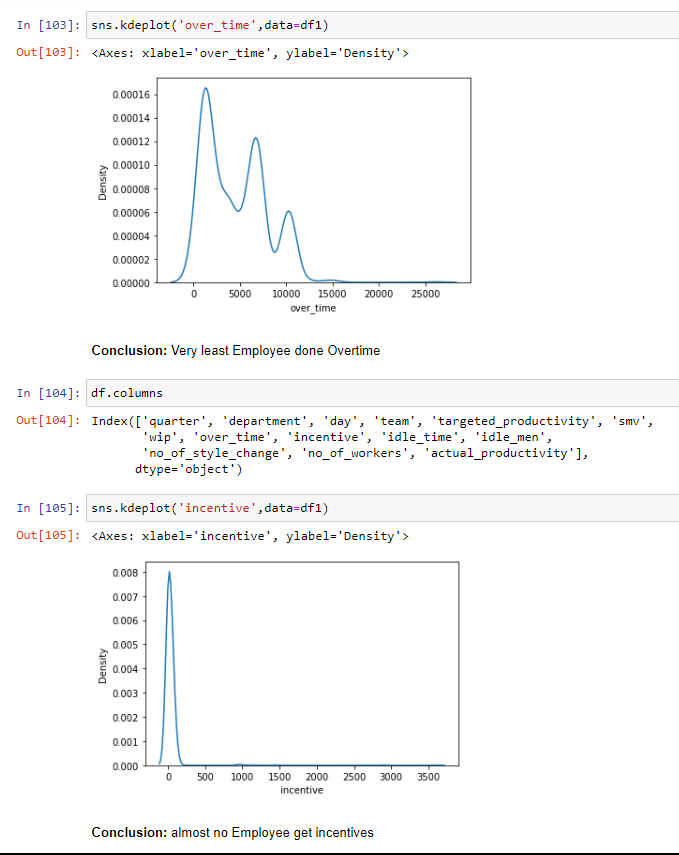 In [103]: sns.kdeplot('over_time',data=df1)
Out[103]: <Axes: xlabel='over_time', ylabel='Density'>
0.00016
0.00014
0.00012
0.00010
0.00008
0.00006
0.00004
0.00002
0.00000
Density
0 5000 10000 15000 20000 25000
over_time
Conclusion: Very least Employee done Overtime
In [104]: df.columns
Out[104]: Index(['quarter', 'department', 'day', 'team', 'targeted_productivity', 'smv',
'wip', 'over_time', 'incentive', 'idle_time', 'idle_men',
'no_of_style_change', 'no_of_workers', 'actual_productivity'],
dtype='object')
In [105]: sns.kdeplot('incentive',data=df1)
Out[105]: <Axes: xlabel='incentive', ylabel='Density'>
0.008
0.007
0.006
0.005
0.004
0.003
0.002
0.001
0.000
Density
0 500 1000 1500 2000 2500 3000 3500
incentive
Conclusion: almost no Employee get incentives